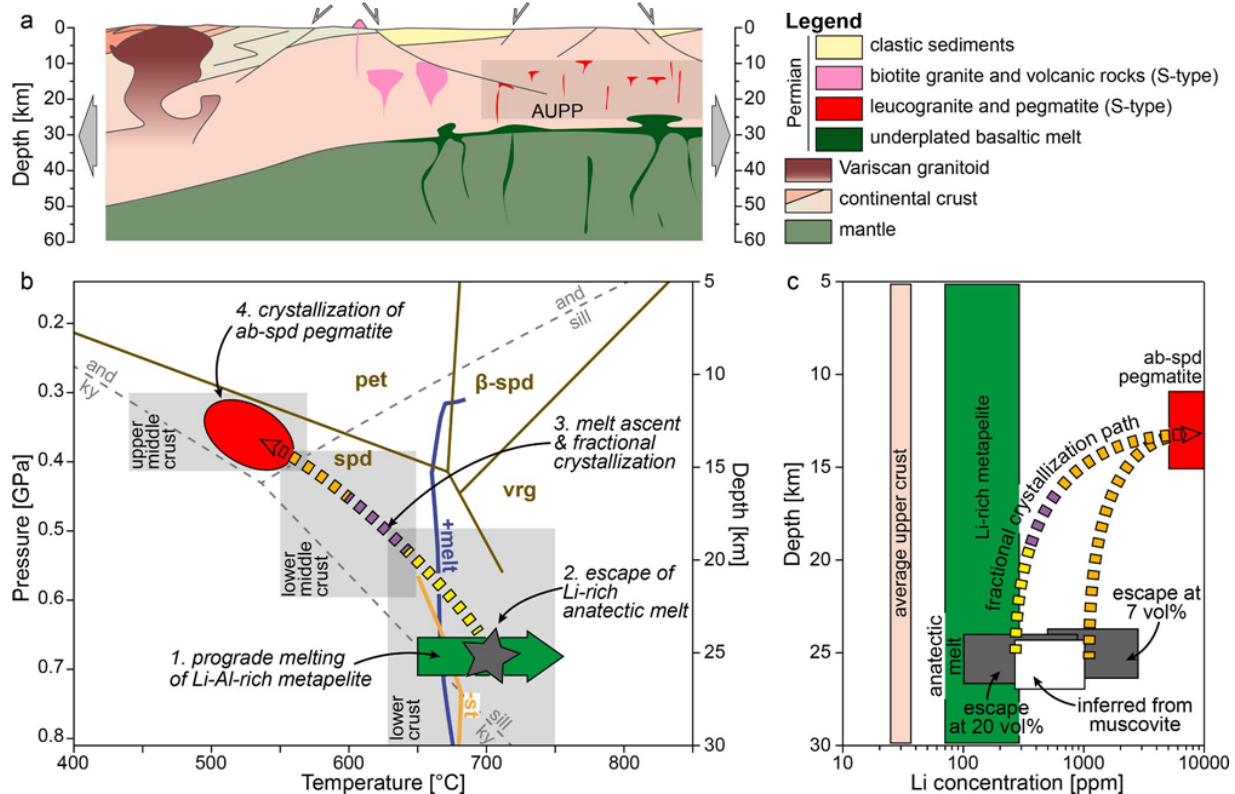 a
0
10
20
30
40
50
60
Depth [km]
AUPP
0
10
20
30
40
50
60
Legend
Permian
clastic sediments
biotite granite and volcanic rocks (S-type)
leucogranite and pegmatite (S-type)
underplated basaltic melt
Variscan granitoid
continental crust
mantle
b
4. crystallization of
ab-spd pegmatite
and
sill
and
ky
pet
β-spd
3. melt ascent
& fractional
crystallization
upper
middle
crust
spd
vrg
lower
middle
crust
+melt
2. escape of
Li-rich
anatectic melt
1. prograde melting
of Li-Al-rich metapelite
lower
crust
-st
sill
ky
0.2
0.3
0.4
0.5
0.6
0.7
0.8
Pressure [GPa]
400
500
600
700
800
Temperature [°C]
5
10
15
20
25
30
Depth [km]
c
5
10
15
20
25
30
Depth [km]
average upper crust
Li-rich metapelite
anatectic
melt
fractional crystallization path
ab-spd
pegmatite
escape at
7 vol%
escape
at 20 vol%
inferred from
muscovite
100
1000
10000
Li concentration [ppm]